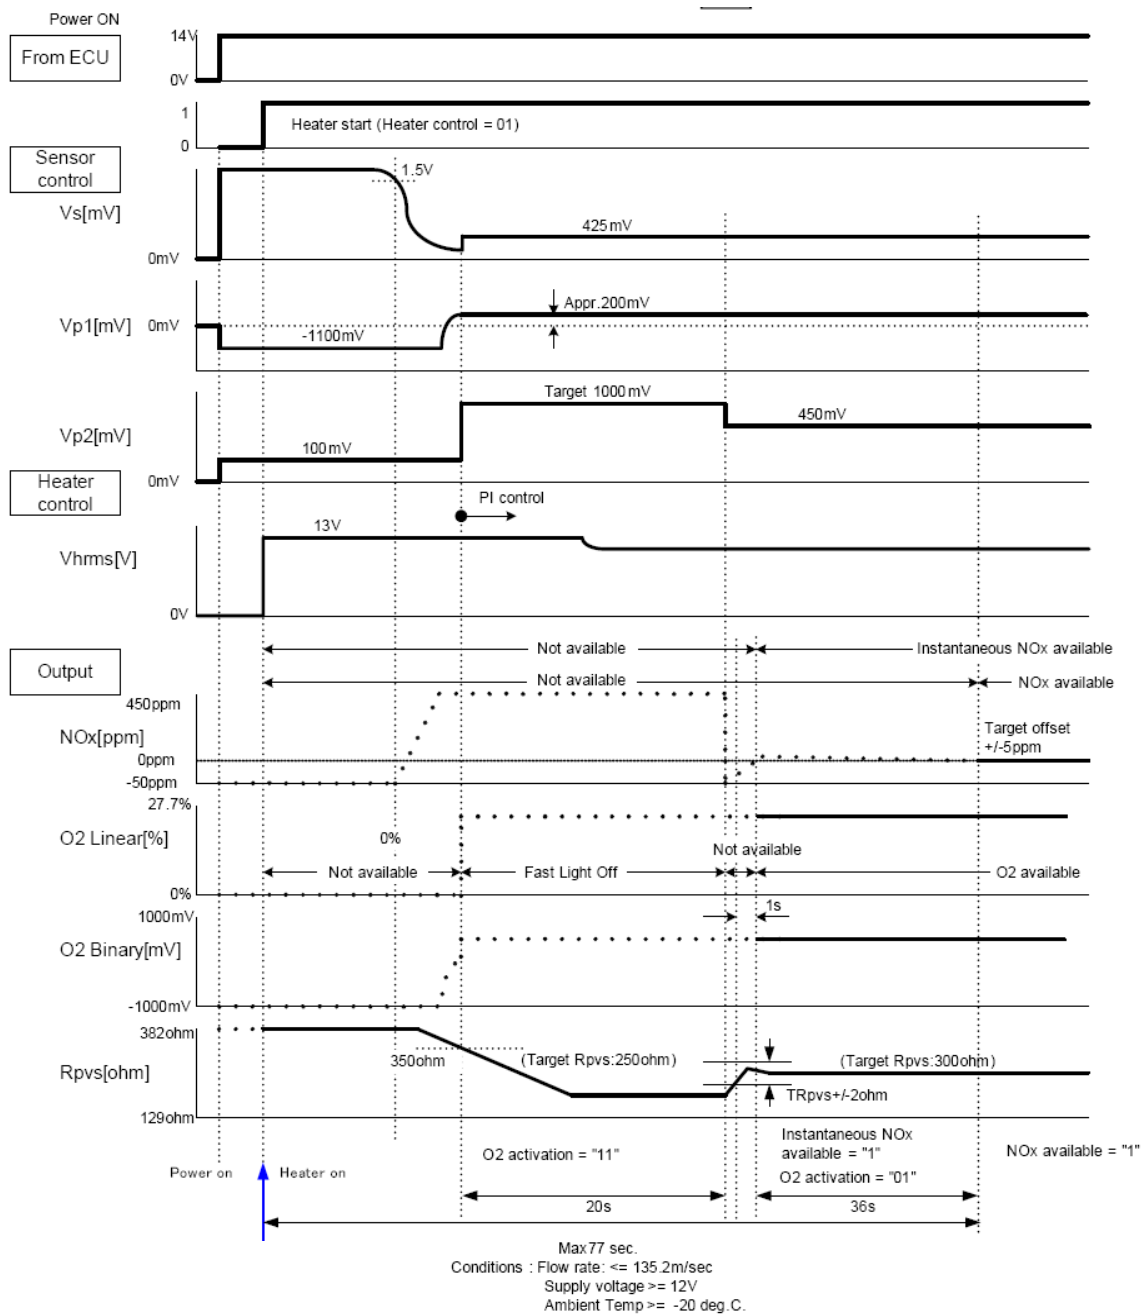 Power ON
From ECU
14V
0V
1
0
Heater start (Heater control = 01)
Sensor
control
1.5V
Vs[mV]
425mV
0mV
Vp1[mV]
0mV
Appr.200mV
-1100mV
Target 1000mV
Vp2[mV]
450mV
100mV
0mV
Heater
control
PI control
13V
Vhrms[V]
0V
Output
Not available
Instantaneous NOx available
Not available
NOx available
450ppm
NOx[ppm]
Target offset
+/-5ppm
0ppm
-50ppm
27.7%
O2 Linear[%]
0%
Not available
Not available
Fast Light Off
O2 available
0%
1000mV
1s
O2 Binary[mV]
-1000mV
382ohm
350ohm
(Target Rpvs:250ohm)
(Target Rpvs:300ohm)
Rpvs[ohm]
TRpvs+/-2ohm
129ohm
Instantaneous NOx
available = "1"
O2 activation = "11"
NOx available = "1"
Power on
Heater on
O2 activation = "01"
20s
36s
Max77 sec.
Conditions : Flow rate: <= 135.2m/sec
Supply voltage >= 12V
Ambient Temp >= -20 deg.C.